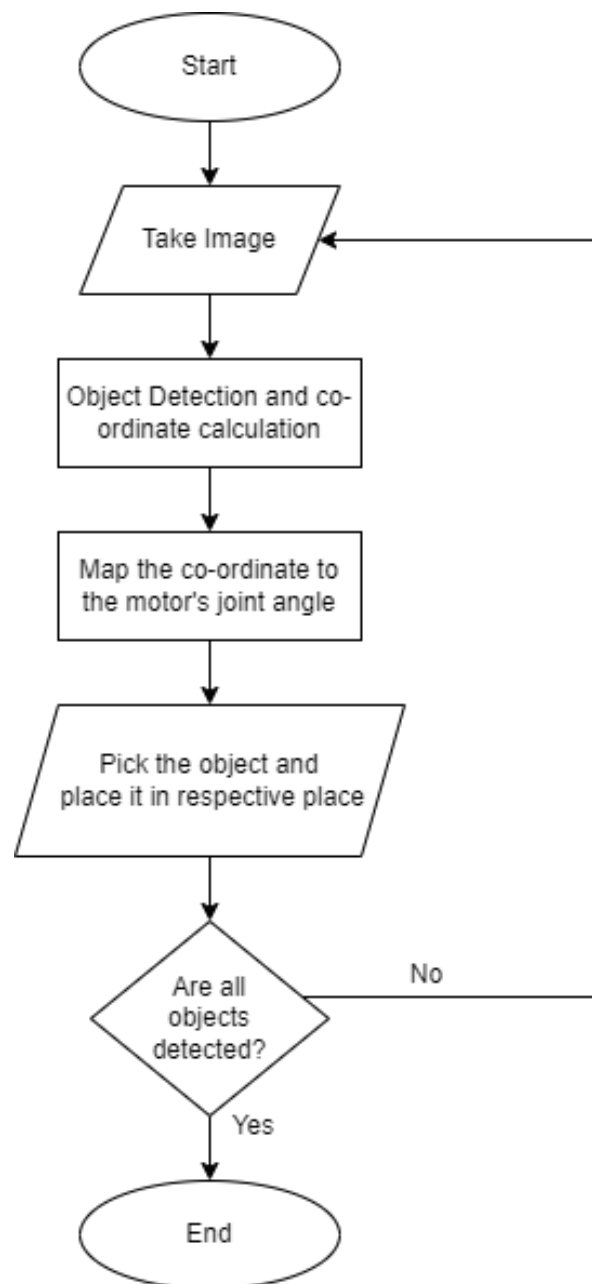 Start
Take Image
Object Detection and co-
ordinate calculation
Map the co-ordinate to
the motor's joint angle
Pick the object and
place it in respective place
Are all
objects
detected?
No
Yes
End